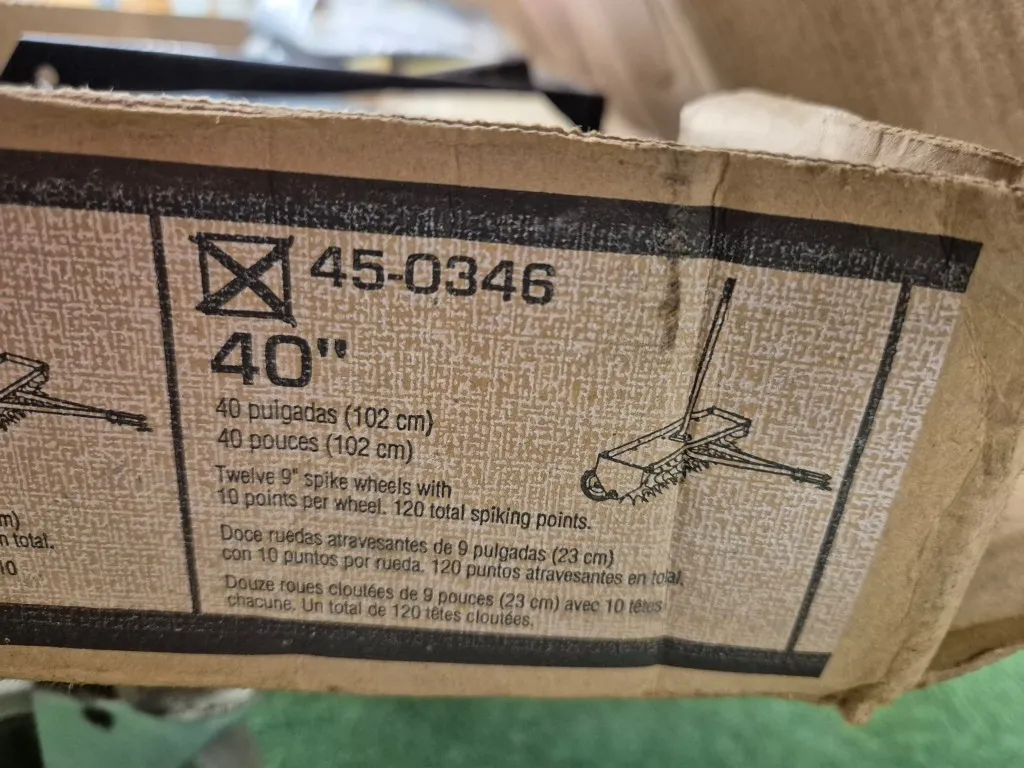 45-0346
40"
40 pulgadas (102 cm)
40 pouces (102 cm)
Twelve 9" spike wheels with
10 points per wheel. 120 total spiking points.
Doce ruedas atravesantes de 9 pulgadas (23 cm)
con 10 puntos por rueda. 120 puntos atravesantes en total.
Douze roues cloutées de 9 pouces (23 cm) avec 10 têtes
chacune. Un total de 120 têtes cloutées.
total.
10